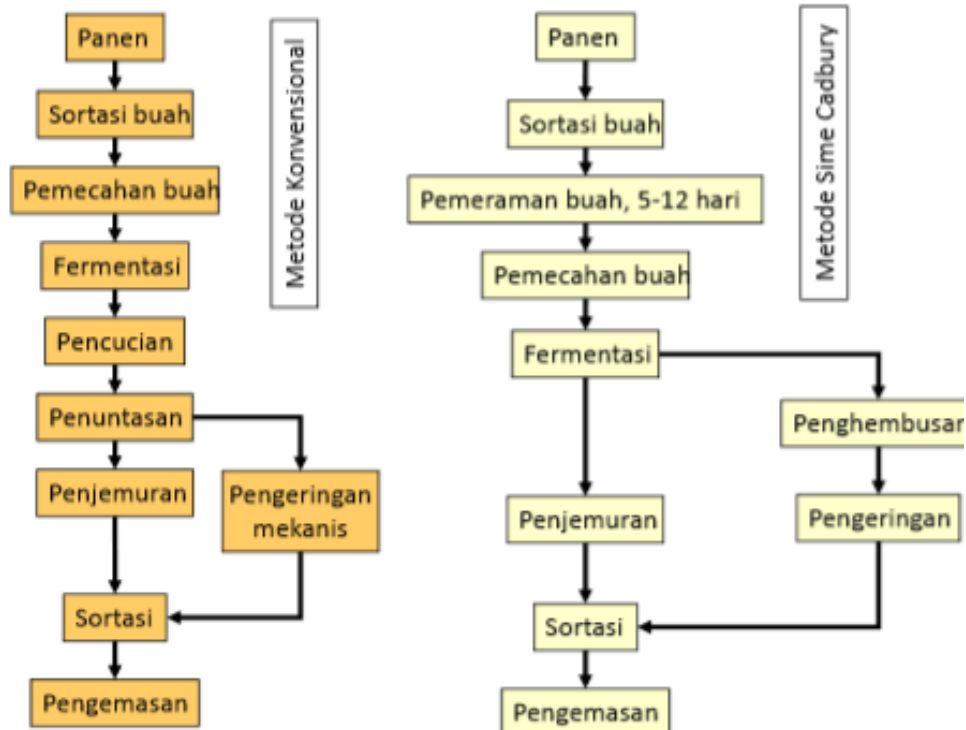 Panen
Sortasi buah
Pemecahan buah
Fermentasi
Pencucian
Penuntasan
Penjemuran
Pengeringan
mekanis
Sortasi
Pengemasan
Metode Konvensional
Panen
Sortasi buah
Pemeraman buah, 5-12 hari
Pemecahan buah
Fermentasi
Penghembusan
Penjemuran
Pengeringan
Sortasi
Pengemasan
Metode Sime Cadbury